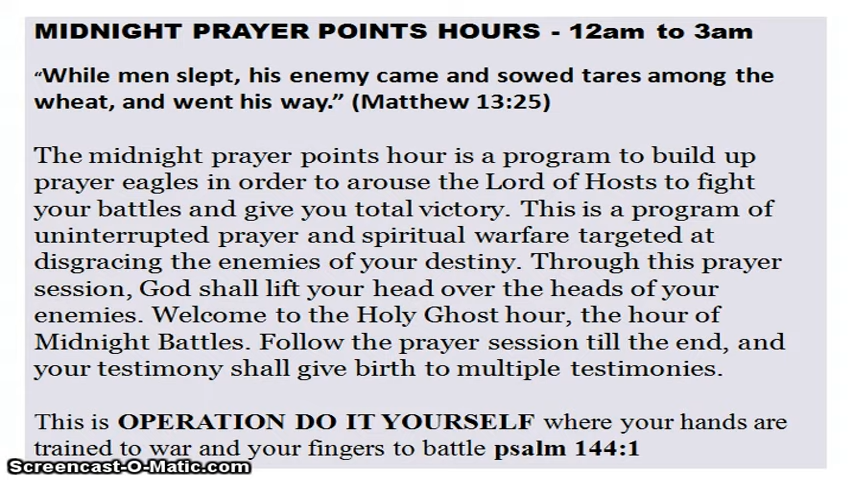 MIDNIGHT PRAYER POINTS HOURS - 12am to 3am
“While men slept, his enemy came and sowed tares among the
wheat, and went his way.” (Matthew 13:25)
The midnight prayer points hour is a program to build up
prayer eagles in order to arouse the Lord of Hosts to fight
your battles and give you total victory. This is a program of
uninterrupted prayer and spiritual warfare targeted at
disgracing the enemies of your destiny. Through this prayer
session, God shall lift your head over the heads of your
enemies. Welcome to the Holy Ghost hour, the hour of
Midnight Battles. Follow the prayer session till the end, and
your testimony shall give birth to multiple testimonies.
This is OPERATION DO IT YOURSELF where your hands are
trained to war and your fingers to battle psalm 144:1
Screencast-O-Matic.com